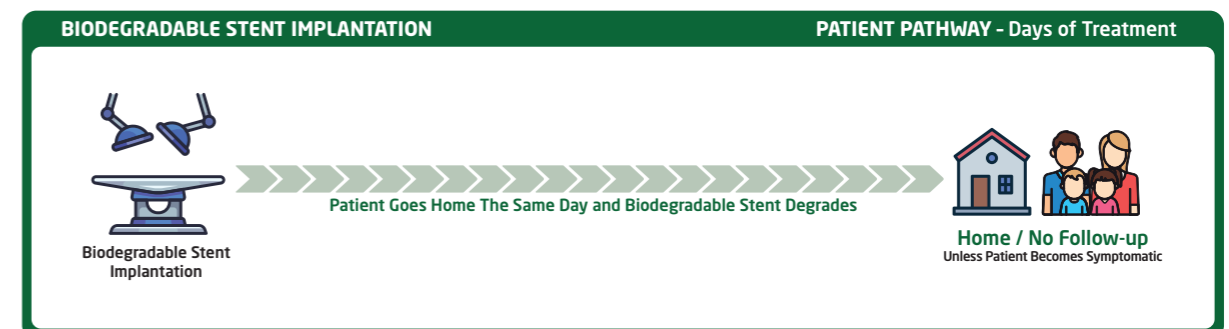 BIODEGRADABLE STENT IMPLANTATION
PATIENT PATHWAY – Days of Treatment
Patient Goes Home The Same Day and Biodegradable Stent Degrades
Biodegradable Stent
Implantation
Home / No Follow-up
Unless Patient Becomes Symptomatic